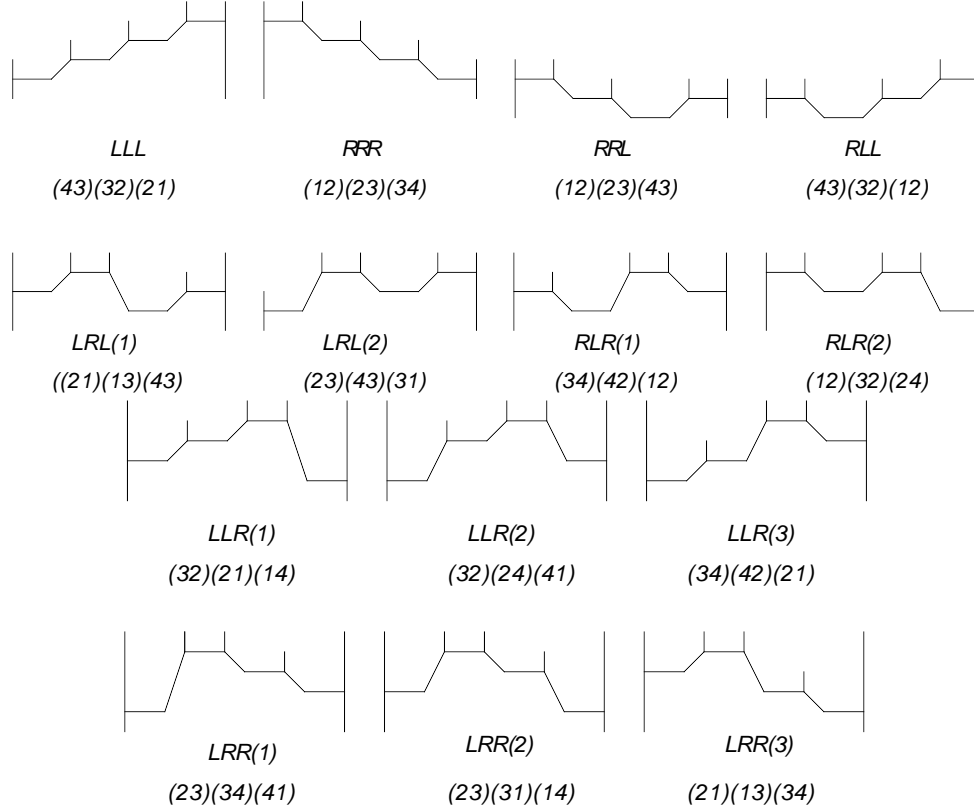 LLL RRR RRL RLL
(43)(32)(21) (12)(23)(34) (12)(23)(43) (43)(32)(12)
LRL(1) LRL(2) RLR(1) RLR(2)
((21)(13)(43) (23)(43)(31) (34)(42)(12) (12)(32)(24)
LLR(1) LLR(2) LLR(3)
(32)(21)(14) (32)(24)(41) (34)(42)(21)
LRR(1) LRR(2) LRR(3)
(23)(34)(41) (23)(31)(14) (21)(13)(34)